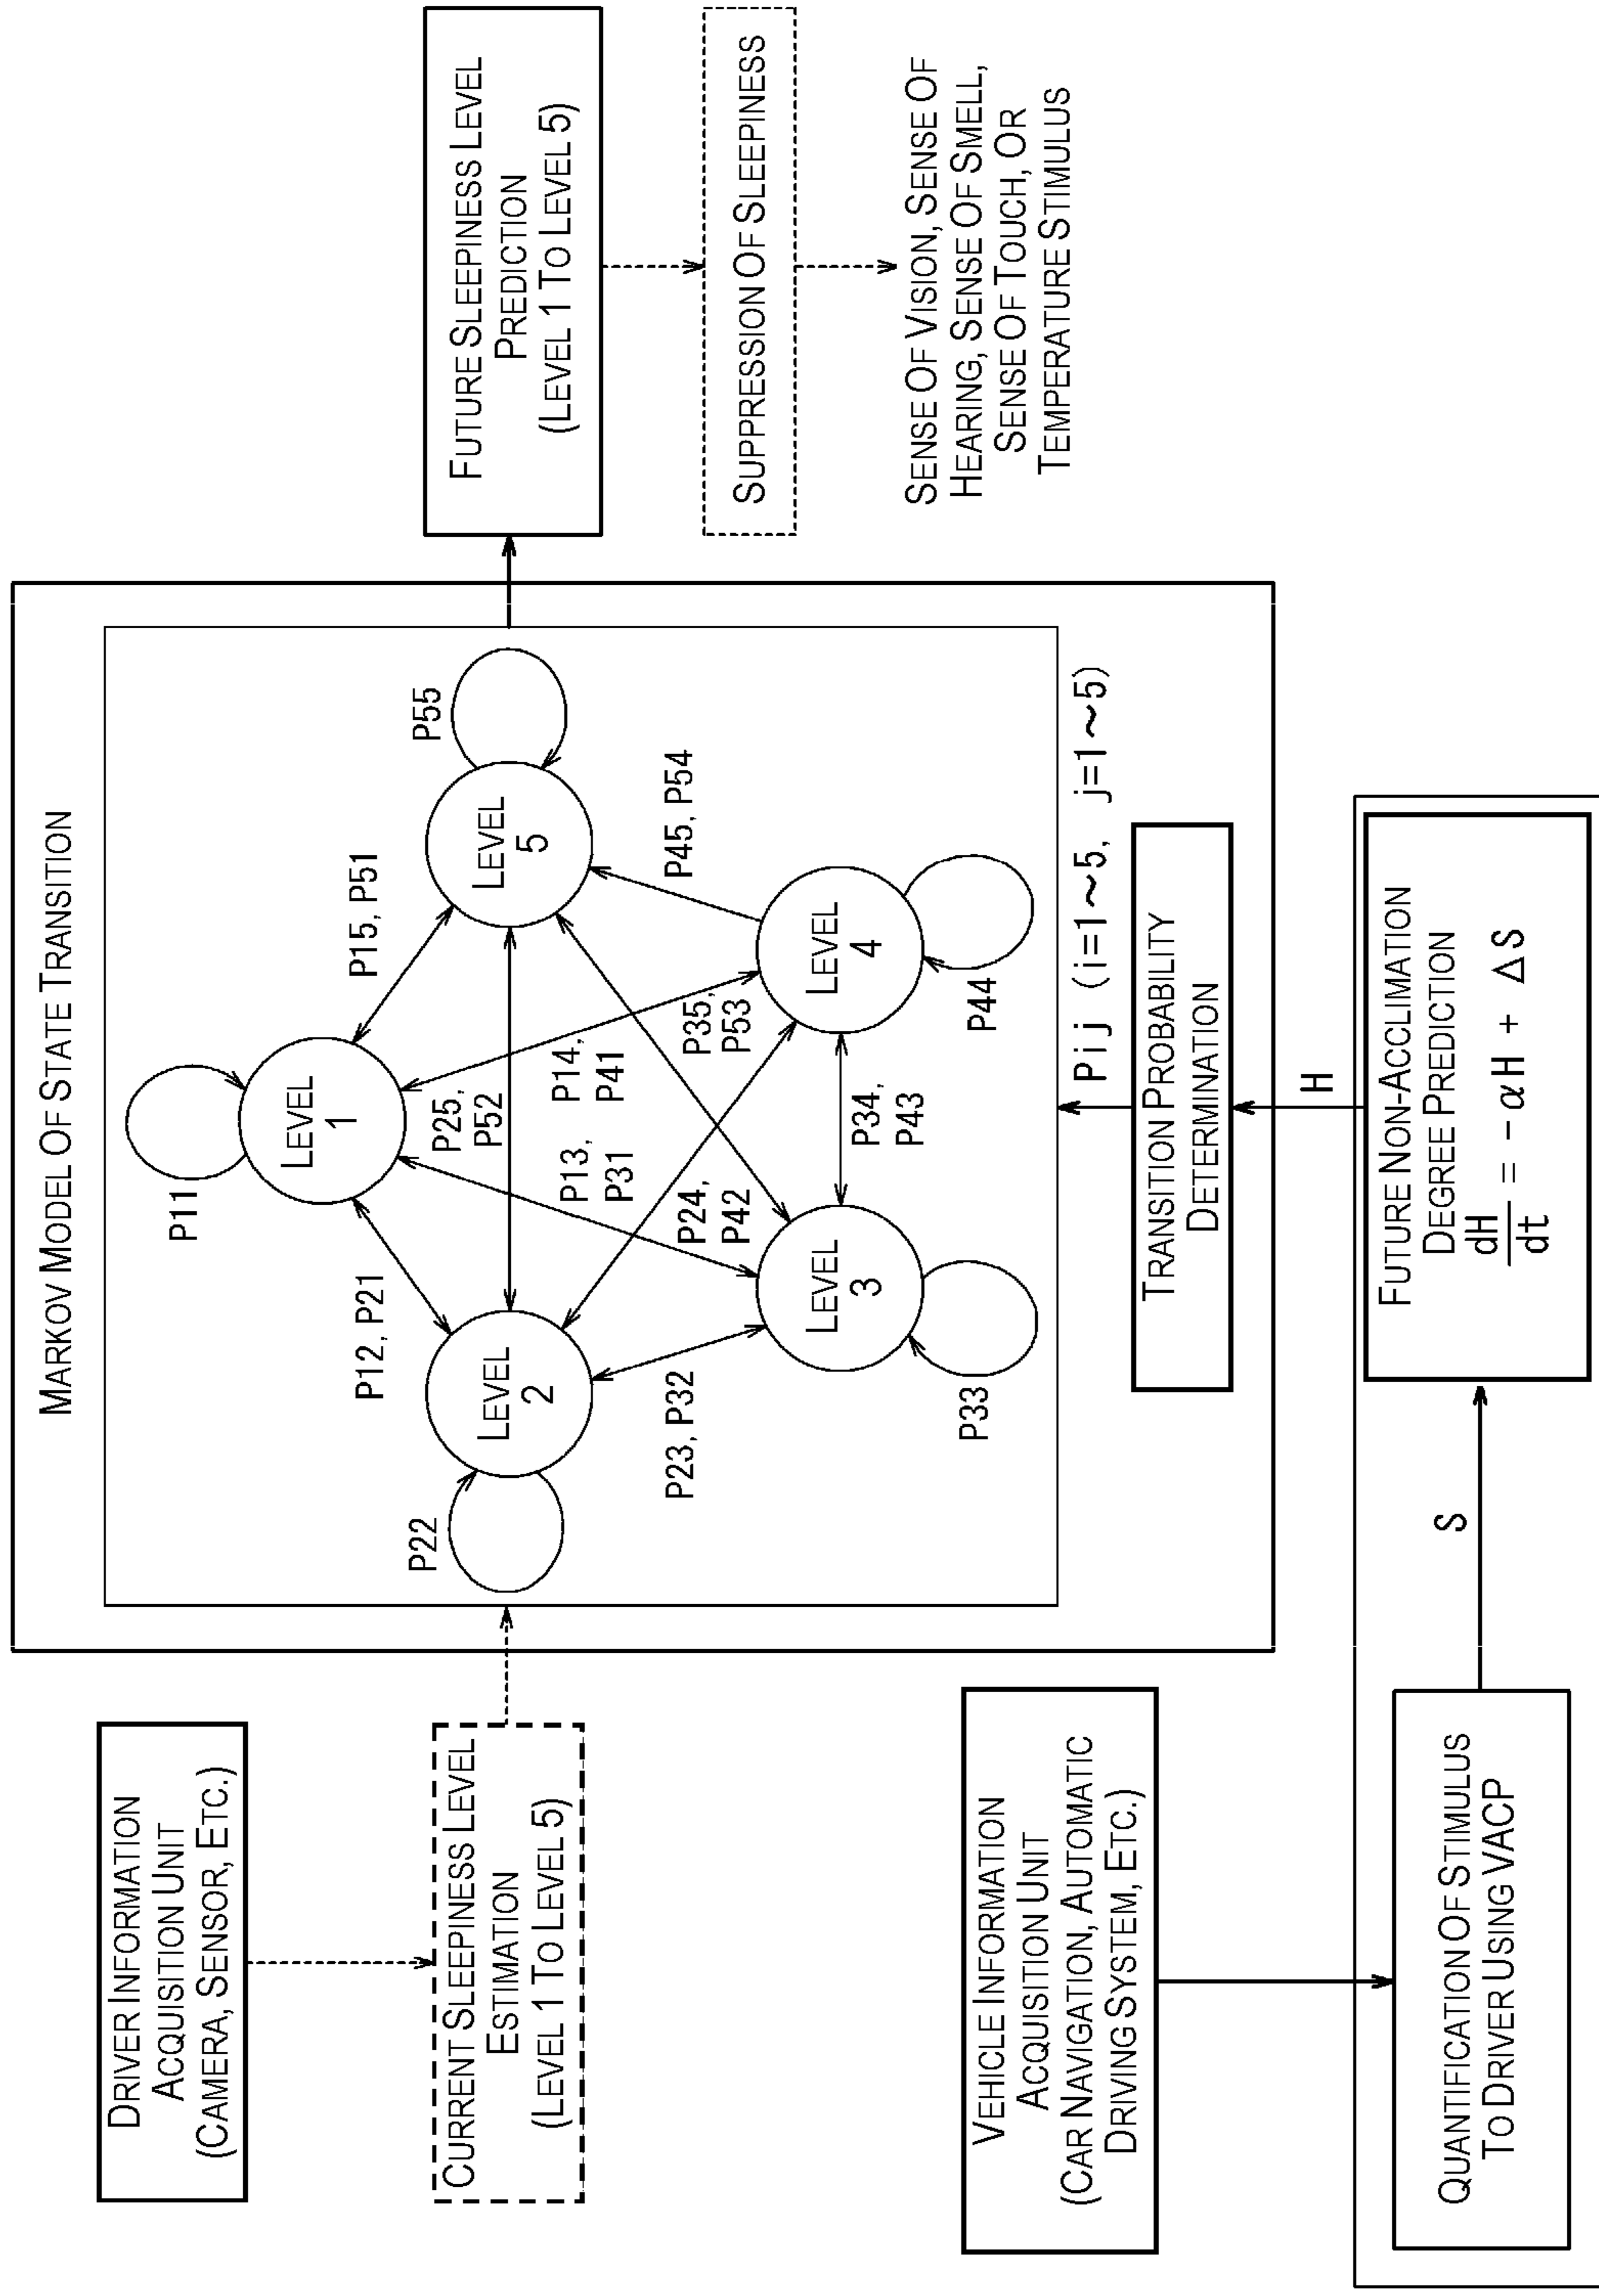 DRIVER INFORMATION
ACQUISITION UNIT
(CAMERA, SENSOR, ETC.)
CURRENT SLEEPINESS LEVEL
ESTIMATION
(LEVEL 1 TO LEVEL 5)
VEHICLE INFORMATION
ACQUISITION UNIT
(CAR NAVIGATION, AUTOMATIC
DRIVING SYSTEM, ETC.)
QUANTIFICATION OF STIMULUS
TO DRIVER USING VACP
S
MARKOV MODEL OF STATE TRANSITION
P11
LEVEL
1
P12, P21
P15, P51
P22
LEVEL
2
P25,
P52
LEVEL
5
P55
P13,
P31
P14,
P41
P23, P32
P24,
P42
P35,
P53
P45, P54
LEVEL
3
P34,
P43
LEVEL
4
P33
P44
Pij (i=1~5, j=1~5)
TRANSITION PROBABILITY
DETERMINATION
H
FUTURE NON-ACCLIMATION
DEGREE PREDICTION
dH/dt = - αH + ΔS
FUTURE SLEEPINESS LEVEL
PREDICTION
(LEVEL 1 TO LEVEL 5)
SUPPRESSION OF SLEEPINESS
SENSE OF VISION, SENSE OF
HEARING, SENSE OF SMELL,
SENSE OF TOUCH, OR
TEMPERATURE STIMULUS